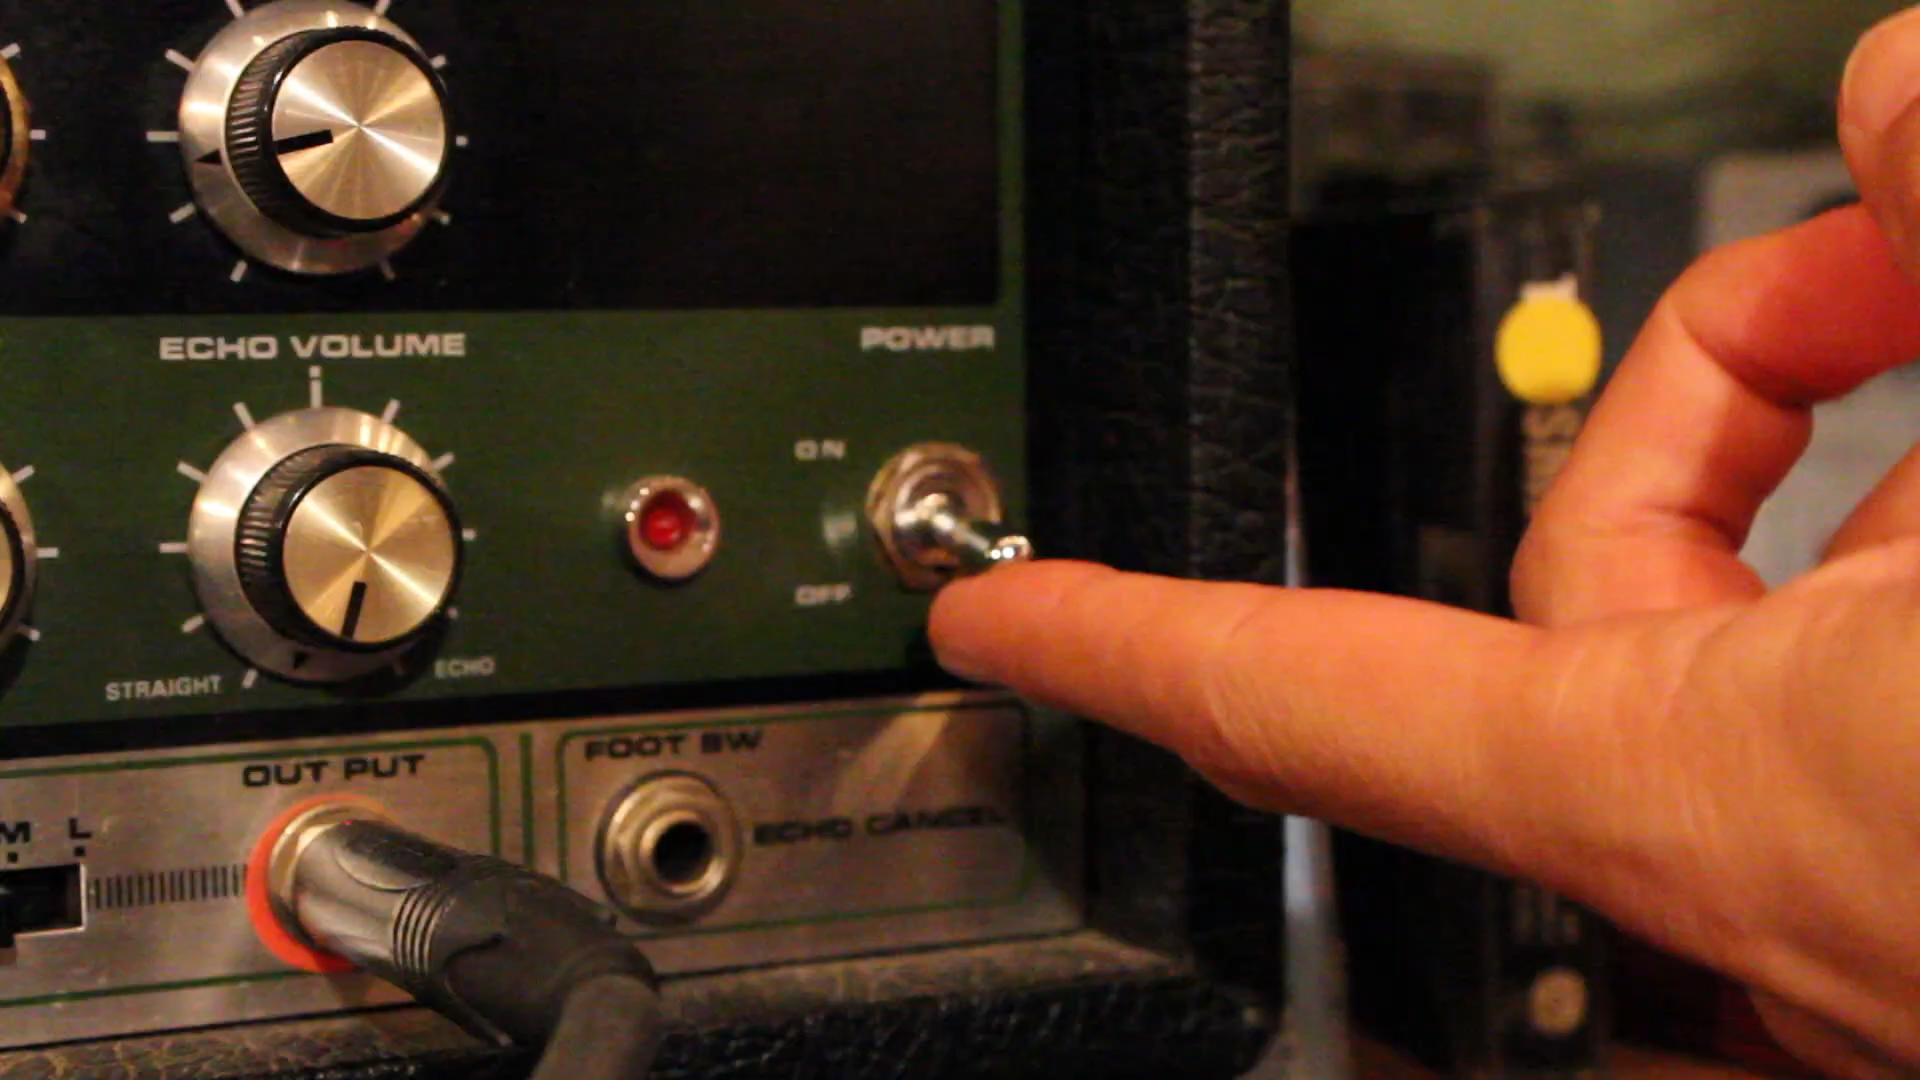 ECHO VOLUME
POWER
ON
OFF
STRAIGHT
ECHO
OUT PUT
FOOT SW
M L
ECHO CANCEL